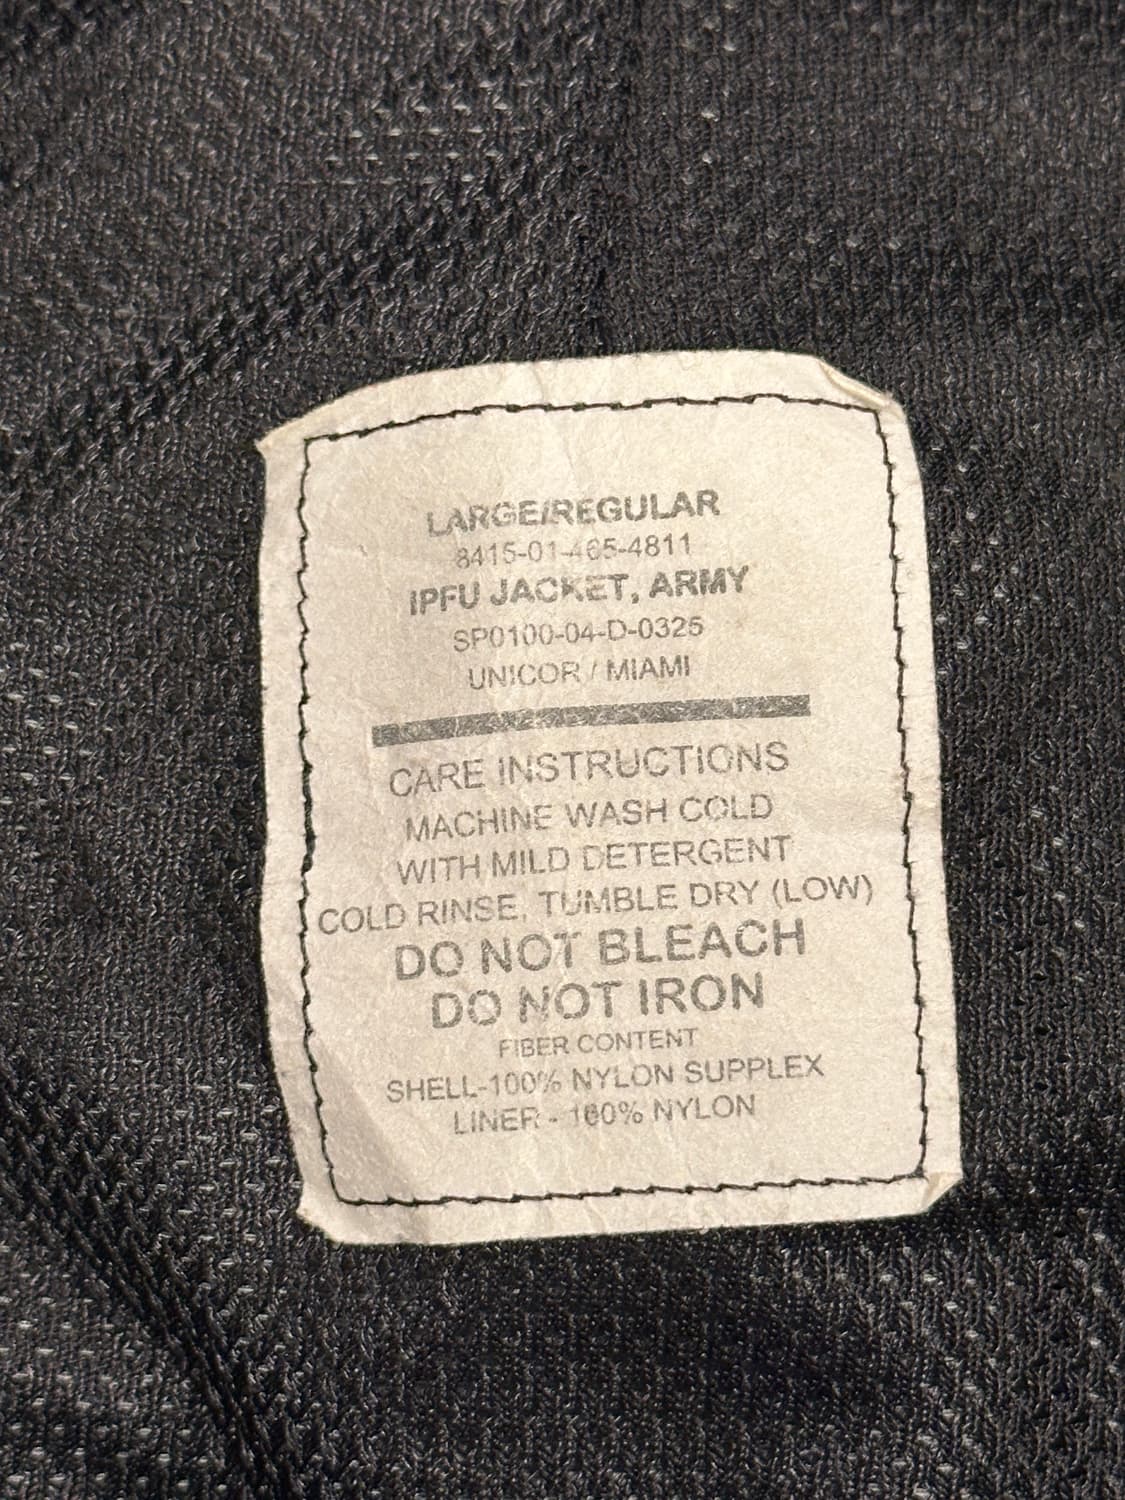 LARGE/REGULAR
8415-01-465-4811
IPFU JACKET, ARMY
SP0100-04-D-0325
UNICOR / MIAMI
CARE INSTRUCTIONS
MACHINE WASH COLD
WITH MILD DETERGENT
COLD RINSE, TUMBLE DRY (LOW)
DO NOT BLEACH
DO NOT IRON
FIBER CONTENT
SHELL-100% NYLON SUPPLEX
LINER - 100% NYLON